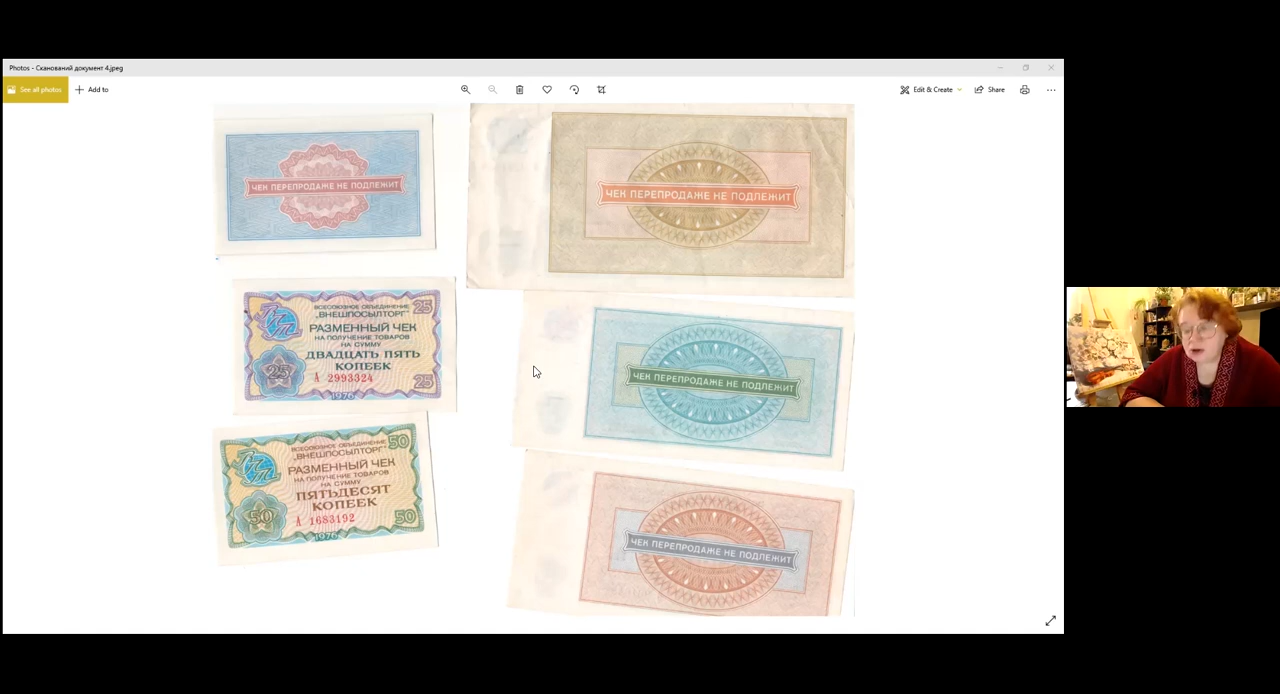 Photos - Сканований документ 4.jpeg
See all photos
Add to
Edit & Create
Share
ЧЕК ПЕРЕПРОДАЖЕ НЕ ПОДЛЕЖИТ
ЧЕК ПЕРЕПРОДАЖЕ НЕ ПОДЛЕЖИТ
ВСЕСОЮЗНОЕ ОБЪЕДИНЕНИЕ
„ВНЕШПОСЫЛТОРГ"
25
РАЗМЕННЫЙ ЧЕК
НА ПОЛУЧЕНИЕ ТОВАРОВ
НА СУММУ
ДВАДЦАТЬ ПЯТЬ
КОПЕЕК
25
А 2993324
25
1976
ЧЕК ПЕРЕПРОДАЖЕ НЕ ПОДЛЕЖИТ
ВСЕСОЮЗНОЕ ОБЪЕДИНЕНИЕ
„ВНЕШПОСЫЛТОРГ"
50
РАЗМЕННЫЙ ЧЕК
НА ПОЛУЧЕНИЕ ТОВАРОВ
НА СУММУ
ПЯТЬДЕСЯТ
КОПЕЕК
50
А 1683192
50
1976
ЧЕК ПЕРЕПРОДАЖЕ НЕ ПОДЛЕЖИТ